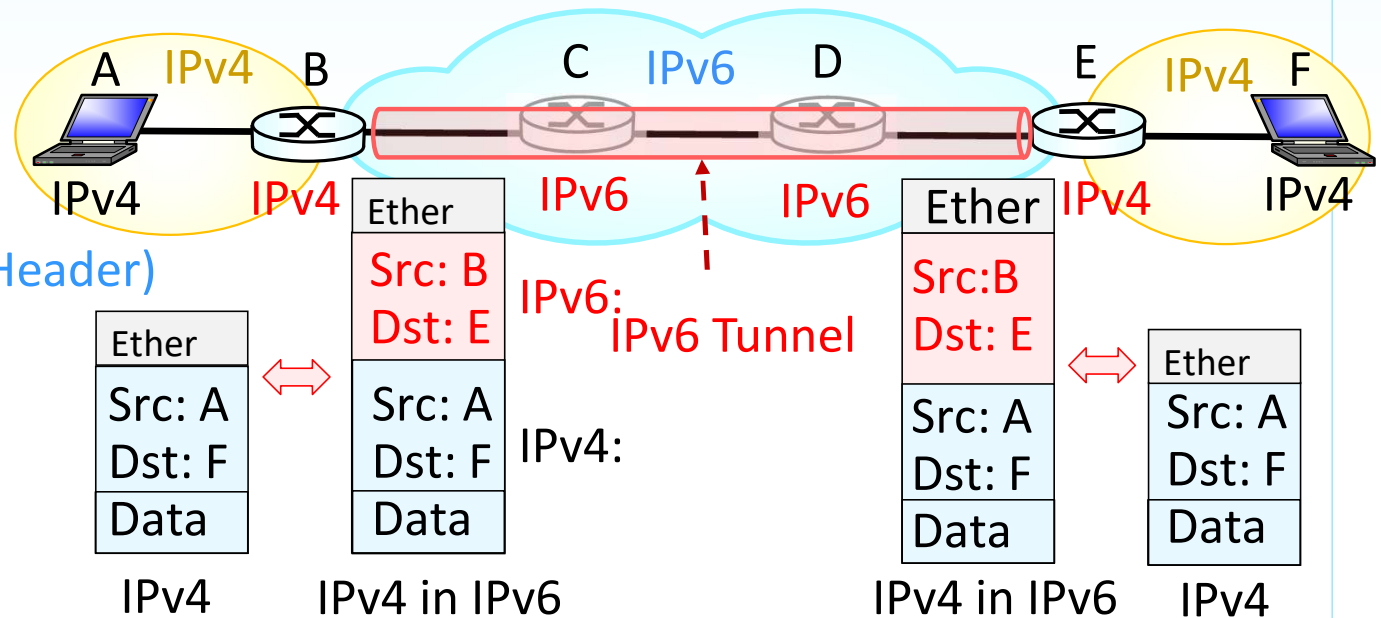 A
IPv4
B
C
IPv6
D
E
IPv4
F
IPv4
IPv4
IPv6
IPv6
IPv4
IPv4
Header)
Ether
Src: A
Dst: F
Data
IPv4
Ether
Src: B
Dst: E
Src: A
Dst: F
Data
IPv4 in IPv6
IPv6:
IPv4:
IPv6 Tunnel
Ether
Src:B
Dst: E
Src: A
Dst: F
Data
IPv4 in IPv6
Ether
Src: A
Dst: F
Data
IPv4